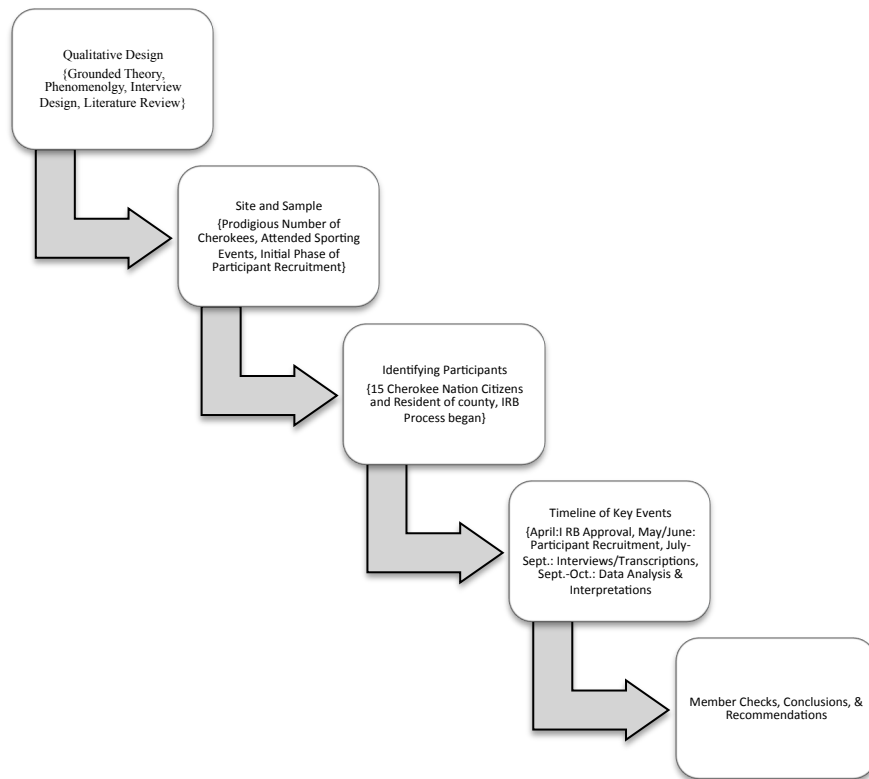 Qualitative Design
{Grounded Theory,
Phenomenolgy, Interview
Design, Literature Review}
Site and Sample
{Prodigious Number of
Cherokees, Attended Sporting
Events, Initial Phase of
Participant Recruitment}
Identifying Participants
{15 Cherokee Nation Citizens
and Resident of county, IRB
Process began}
Timeline of Key Events
{April:I RB Approval, May/June:
Participant Recruitment, July-
Sept.: Interviews/Transcriptions,
Sept.-Oct.: Data Analysis &
Interpretations
Member Checks, Conclusions, &
Recommendations